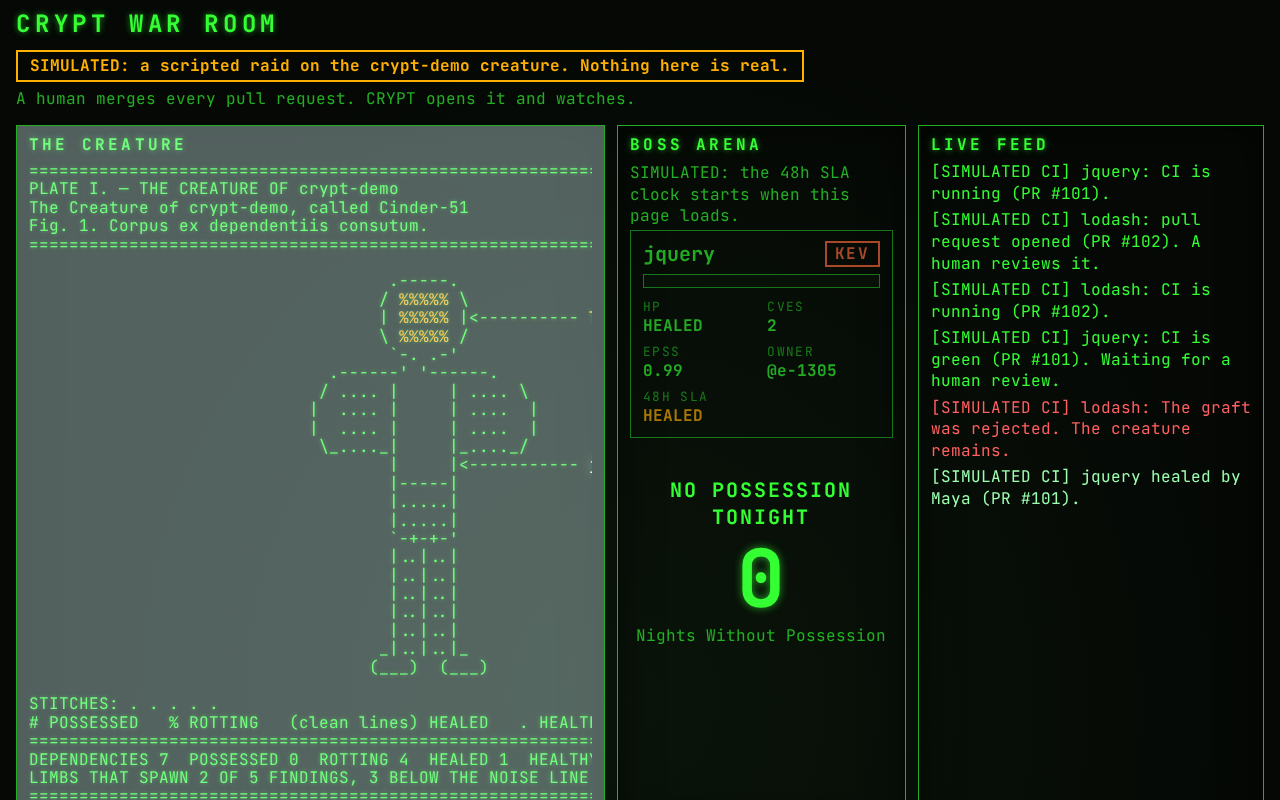 CRYPT WAR ROOM
SIMULATED: a scripted raid on the crypt-demo creature. Nothing here is real.
A human merges every pull request. CRYPT opens it and watches.
THE CREATURE
PLATE I. — THE CREATURE OF crypt-demo
The Creature of crypt-demo, called Cinder-51
Fig. 1. Corpus ex dependentiis consutum.
STITCHES: . . . . .
# POSSESSED % ROTTING (clean lines) HEALED . HEALTH
DEPENDENCIES 7 POSSESSED 0 ROTTING 4 HEALED 1 HEALTHY
LIMBS THAT SPAWN 2 OF 5 FINDINGS, 3 BELOW THE NOISE LINE
BOSS ARENA
SIMULATED: the 48h SLA
clock starts when this
page loads.
jquery
KEV
HP
HEALED
CVES
2
EPSS
0.99
OWNER
@e-1305
48H SLA
HEALED
NO POSSESSION
TONIGHT
0
Nights Without Possession
LIVE FEED
[SIMULATED CI] jquery: CI is
running (PR #101).
[SIMULATED CI] lodash: pull
request opened (PR #102). A
human reviews it.
[SIMULATED CI] lodash: CI is
running (PR #102).
[SIMULATED CI] jquery: CI is
green (PR #101). Waiting for a
human review.
[SIMULATED CI] lodash: The graft
was rejected. The creature
remains.
[SIMULATED CI] jquery healed by
Maya (PR #101).